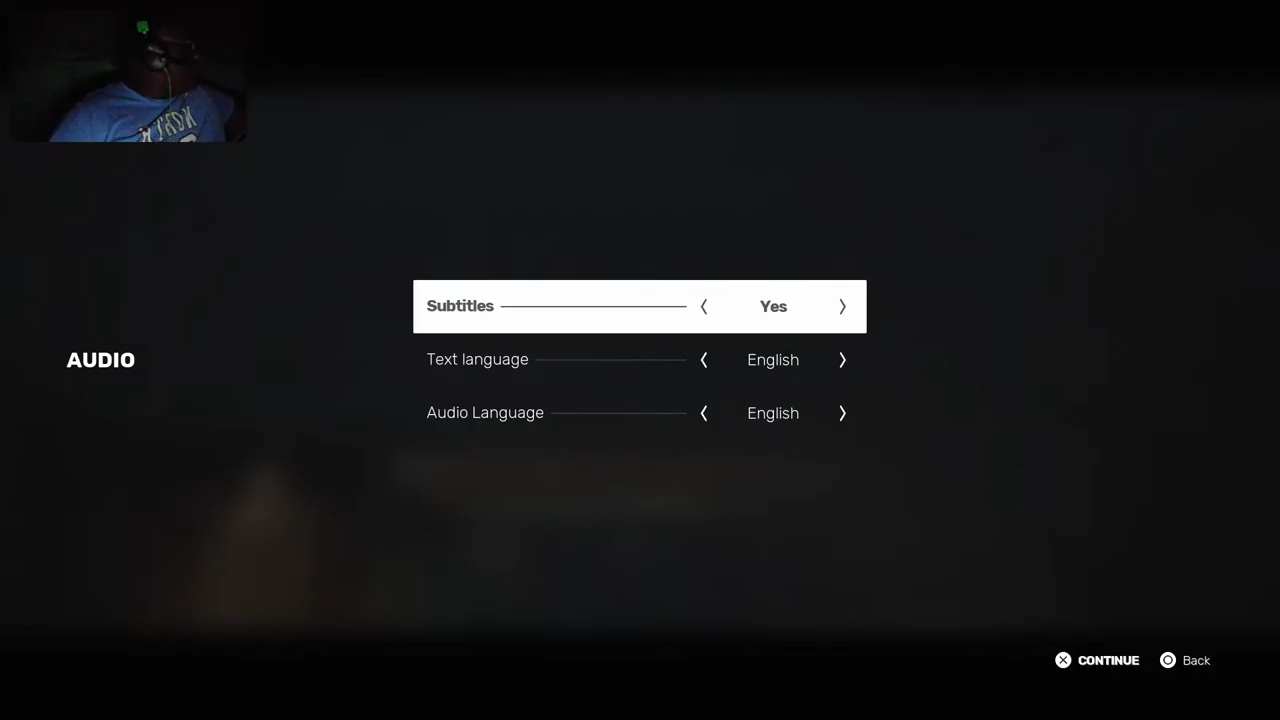 Subtitles Yes
Text language English
AUDIO
Audio Language English
CONTINUE Back